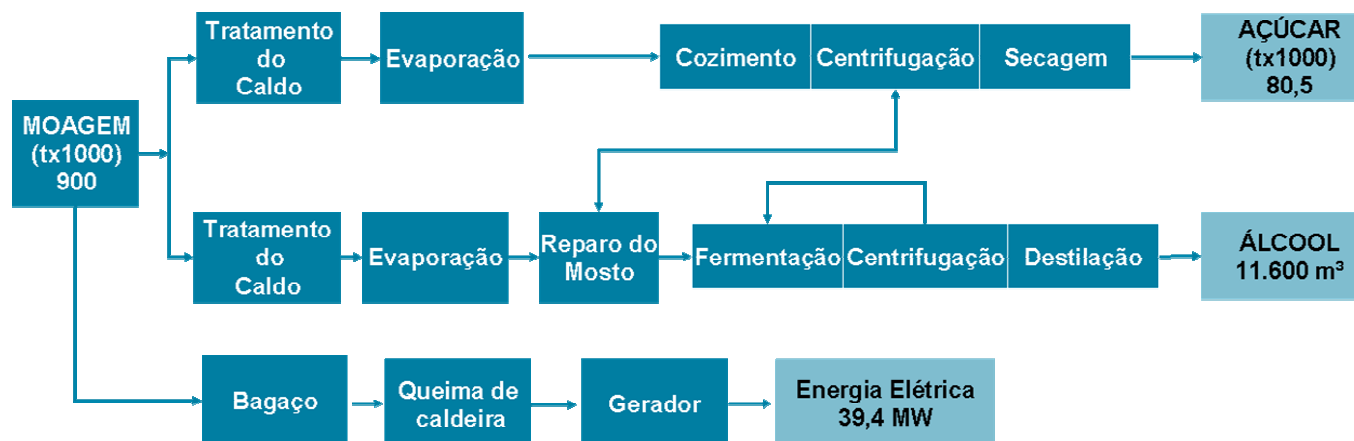 Tratamento
do
Caldo
Evaporação
Cozimento
Centrifugação
Secagem
AÇÚCAR
(tx1000)
80,5
MOAGEM
(tx1000)
900
Tratamento
do
Caldo
Evaporação
Reparo do
Mosto
Fermentação
Centrifugação
Destilação
ÁLCOOL
11.600 m³
Bagaço
Queima de
caldeira
Gerador
Energia Elétrica
39,4 MW